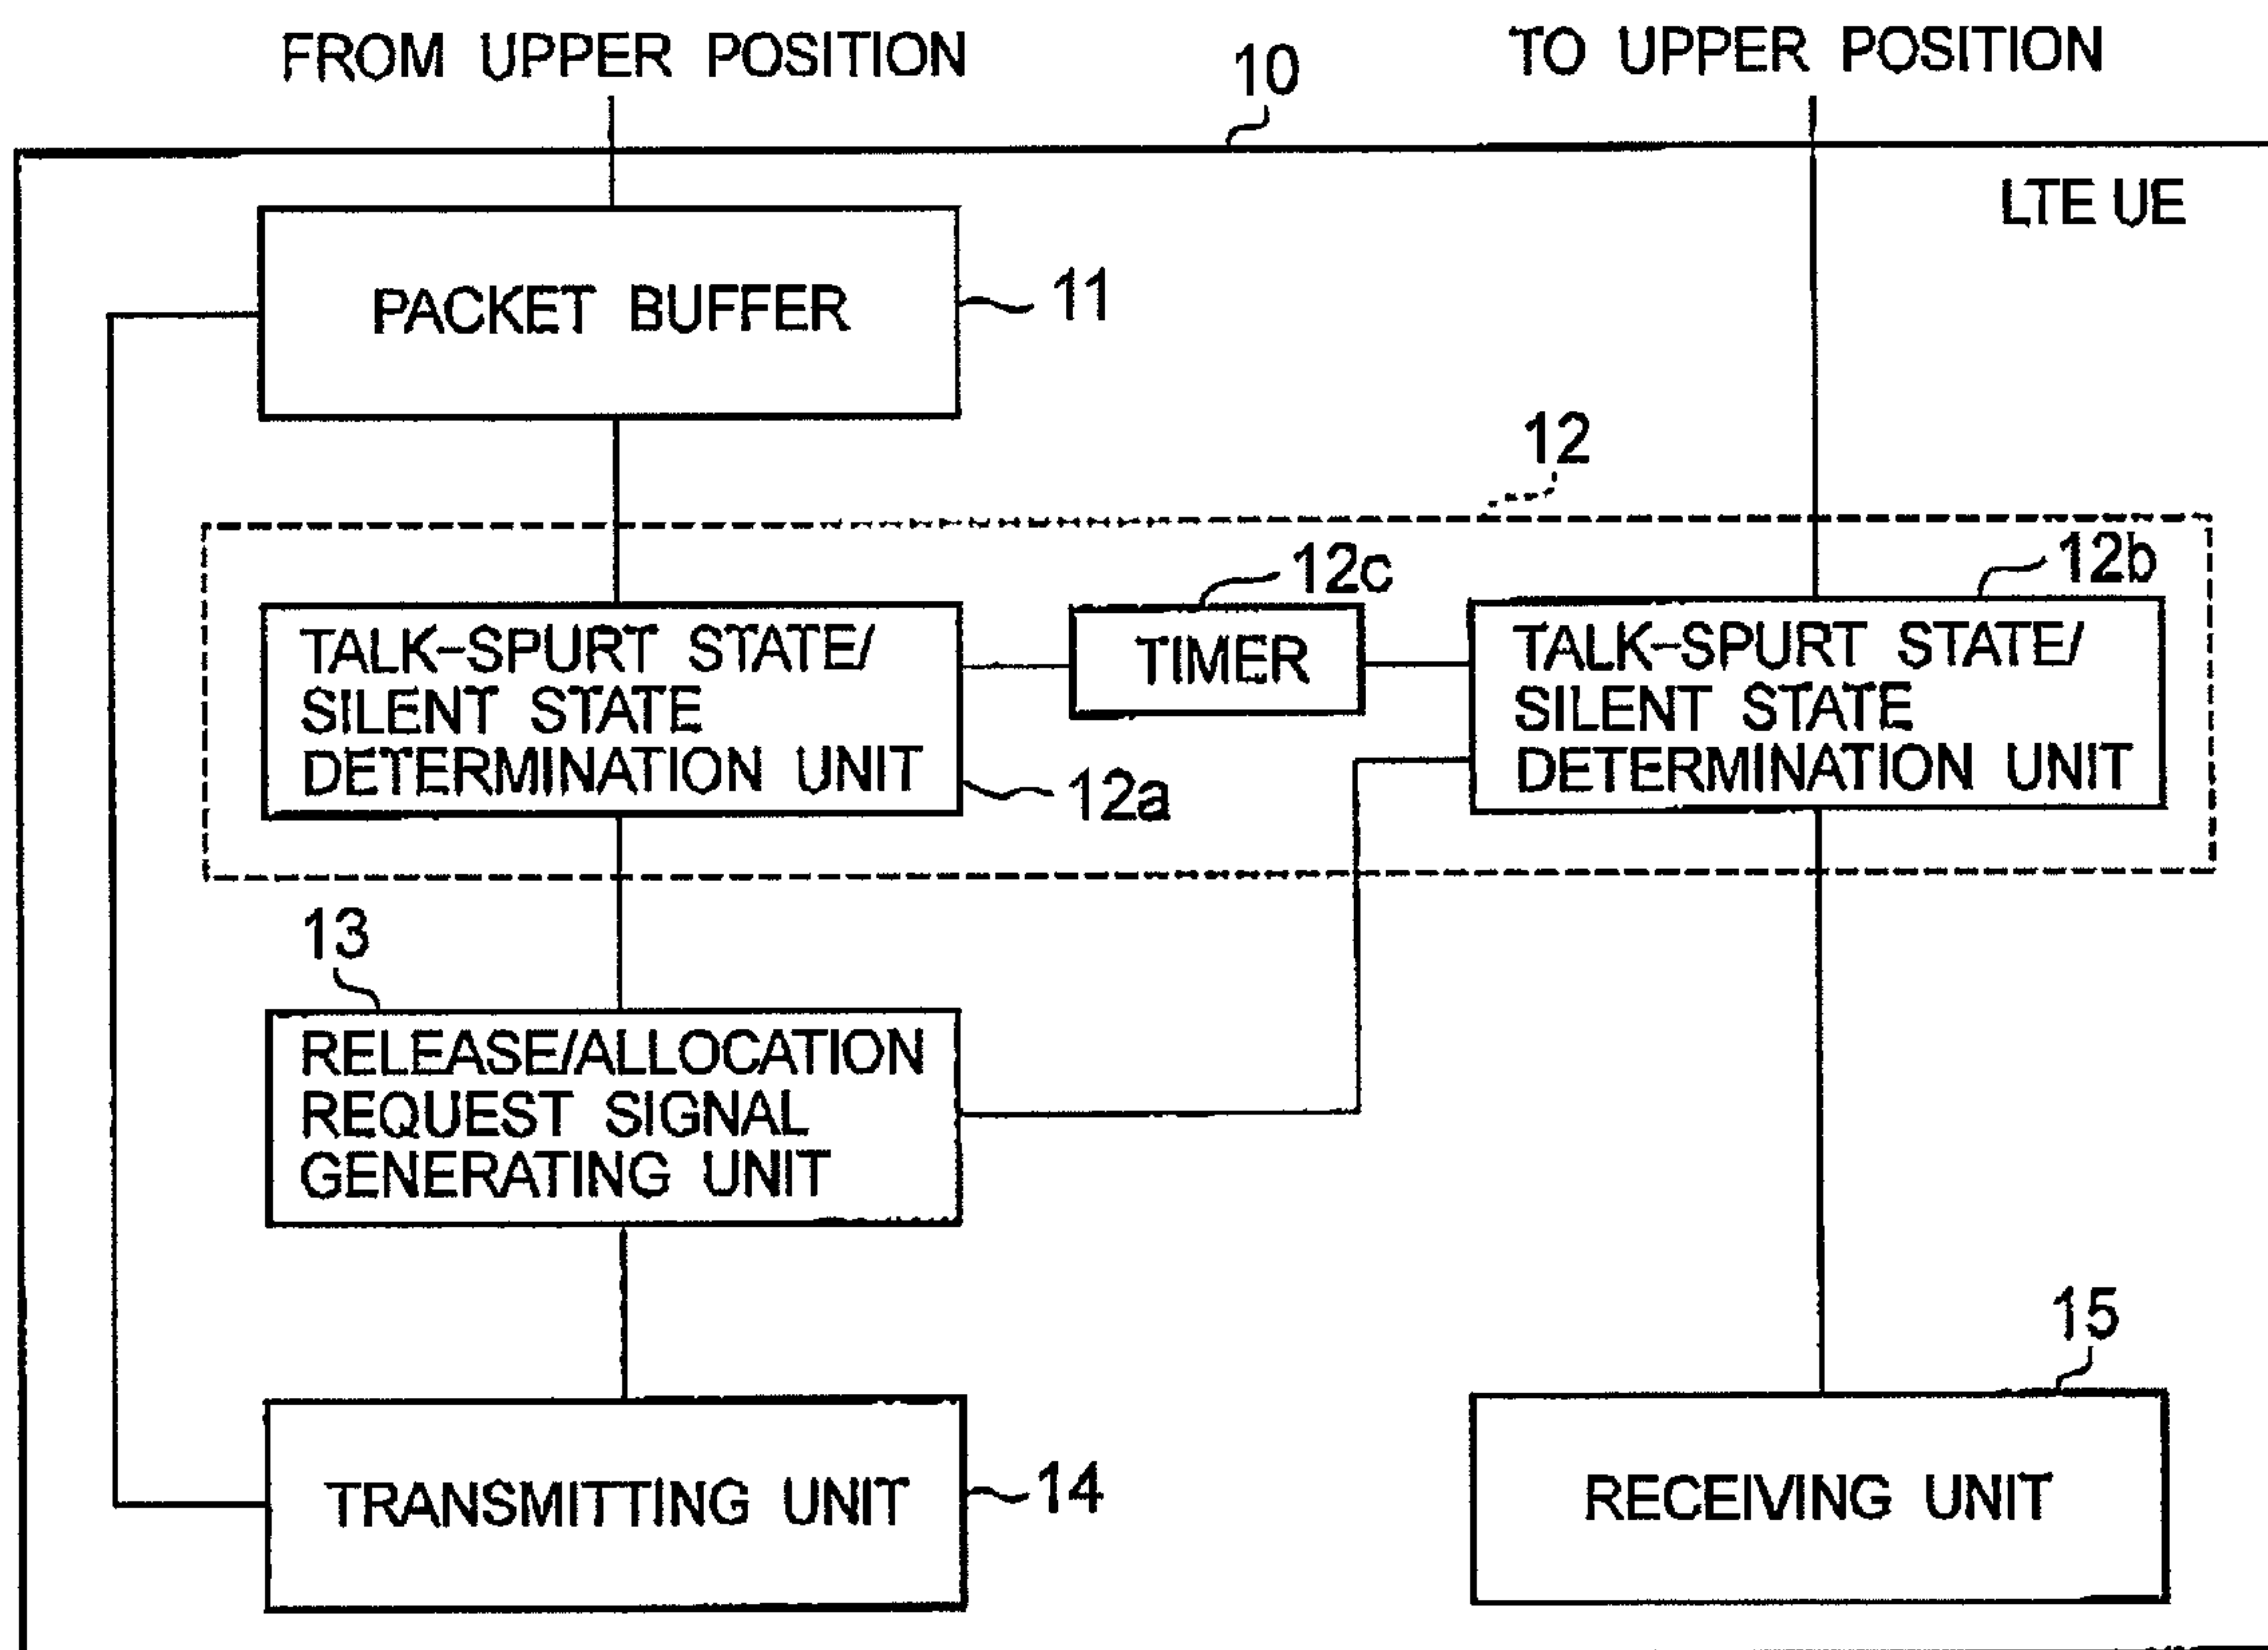 FROM UPPER POSITION
TO UPPER POSITION
10
LTE UE
PACKET BUFFER
11
12
12c
12b
TALK-SPURT STATE/
SILENT STATE
DETERMINATION UNIT
12a
TIMER
TALK-SPURT STATE/
SILENT STATE
DETERMINATION UNIT
13
RELEASE/ALLOCATION
REQUEST SIGNAL
GENERATING UNIT
TRANSMITTING UNIT
14
15
RECEIVING UNIT